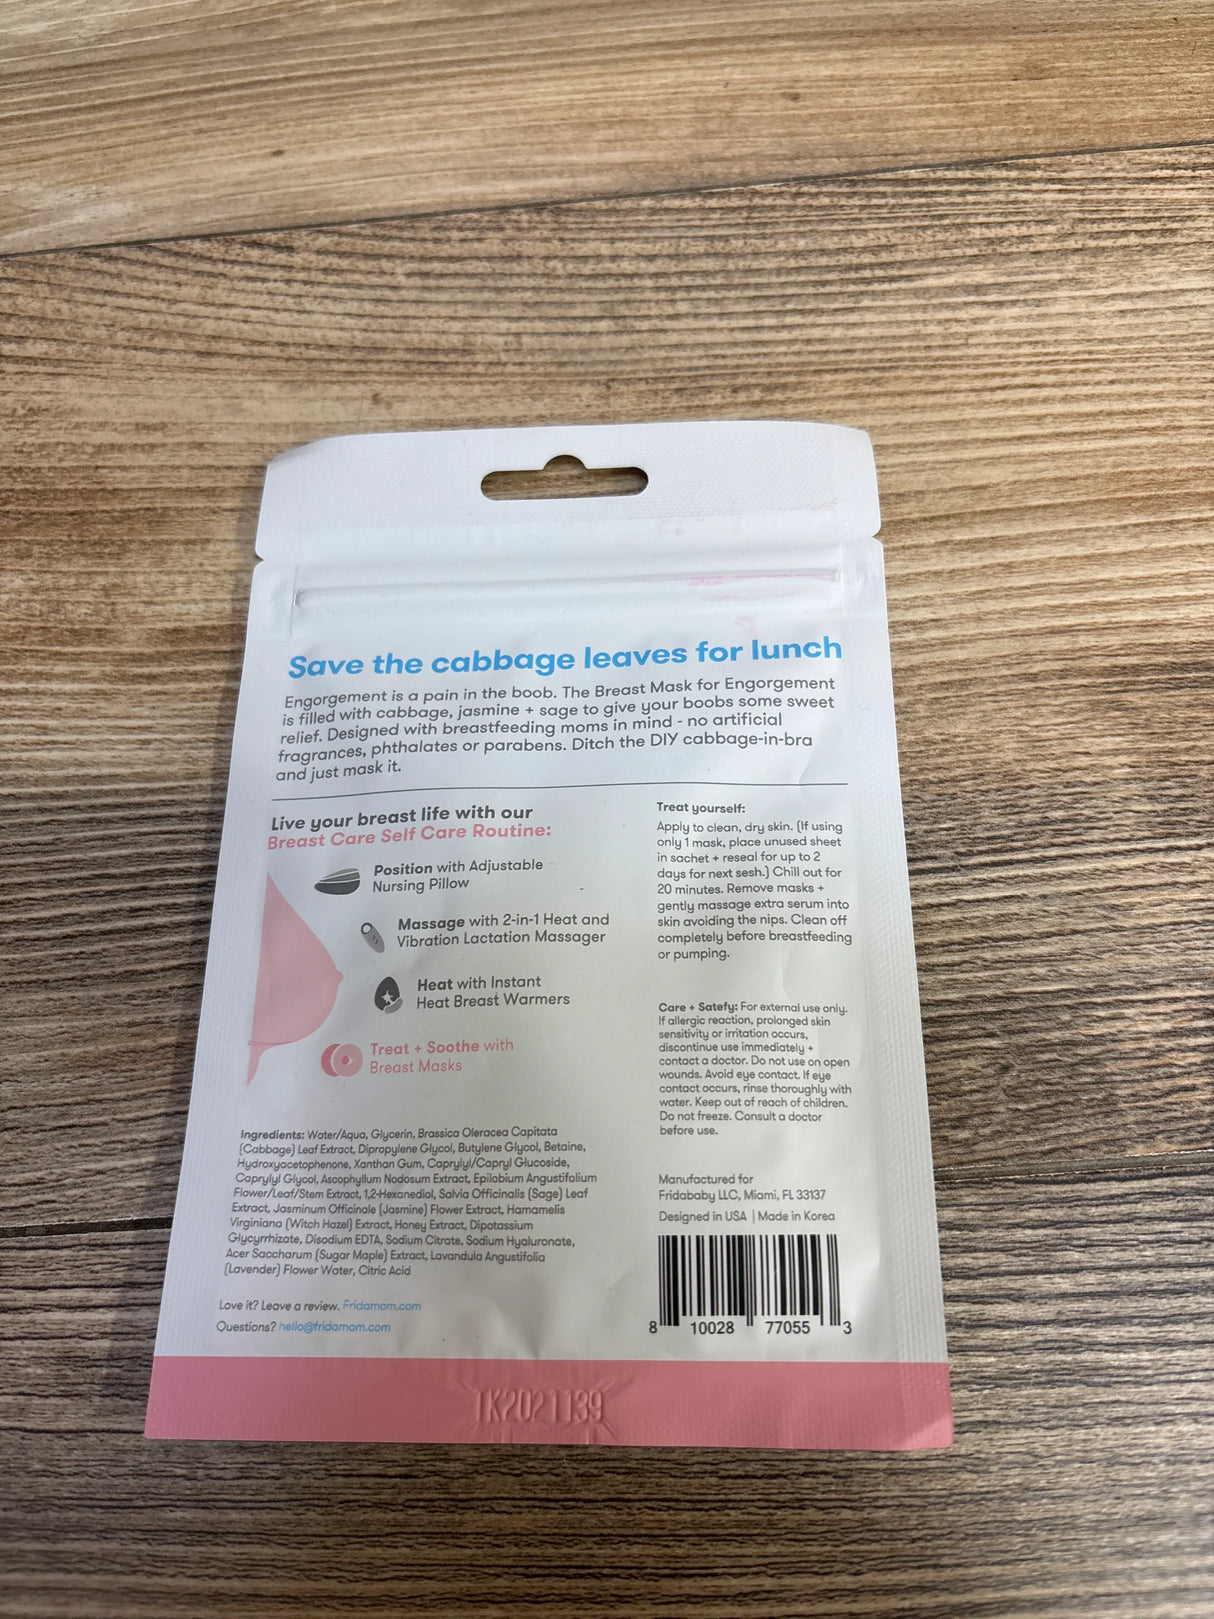 Save the cabbage leaves for lunch
Engorgement is a pain in the boob. The Breast Mask for Engorgement
is filled with cabbage, jasmine + sage to give your boobs some sweet
relief. Designed with breastfeeding moms in mind - no artificial
fragrances, phthalates or parabens. Ditch the DIY cabbage-in-bra
and just mask it.
Live your breast life with our
Breast Care Self Care Routine:
Position with Adjustable
Nursing Pillow
Massage with 2-in-1 Heat and
Vibration Lactation Massager
Heat with Instant
Heat Breast Warmers
Treat + Soothe with
Breast Masks
Treat yourself:
Apply to clean, dry skin. (If using
only 1 mask, place unused sheet
in sachet + reseal for up to 2
days for next sesh.) Chill out for
20 minutes. Remove masks +
gently massage extra serum into
skin avoiding the nips. Clean off
completely before breastfeeding
or pumping.
Care + Satefy: For external use only.
If allergic reaction, prolonged skin
sensitivity or irritation occurs,
discontinue use immediately +
contact a doctor. Do not use on open
wounds. Avoid eye contact. If eye
contact occurs, rinse thoroughly with
water. Keep out of reach of children.
Do not freeze. Consult a doctor
before use.
Ingredients: Water/Aqua, Glycerin, Brassica Oleracea Capitata
(Cabbage) Leaf Extract, Dipropylene Glycol, Butylene Glycol, Betaine,
Hydroxyacetophenone, Xanthan Gum, Caprylyl/Capryl Glucoside,
Caprylyl Glycol, Ascophyllum Nodosum Extract, Epilobium Angustifolium
Flower/Leaf/Stem Extract, 1,2-Hexanediol, Salvia Officinalis (Sage) Leaf
Extract, Jasminum Officinale (Jasmine) Flower Extract, Hamamelis
Virginiana (Witch Hazel) Extract, Honey Extract, Dipotassium
Glycyrrhizate, Disodium EDTA, Sodium Citrate, Sodium Hyaluronate,
Acer Saccharum (Sugar Maple) Extract, Lavandula Angustifolia
(Lavender) Flower Water, Citric Acid
Love it? Leave a review. Fridamom.com
Questions? hello@fridamom.com
Manufactured for
Fridababy LLC, Miami, FL 33137
Designed in USA | Made in Korea
8 10028 77055 3
TK2021139